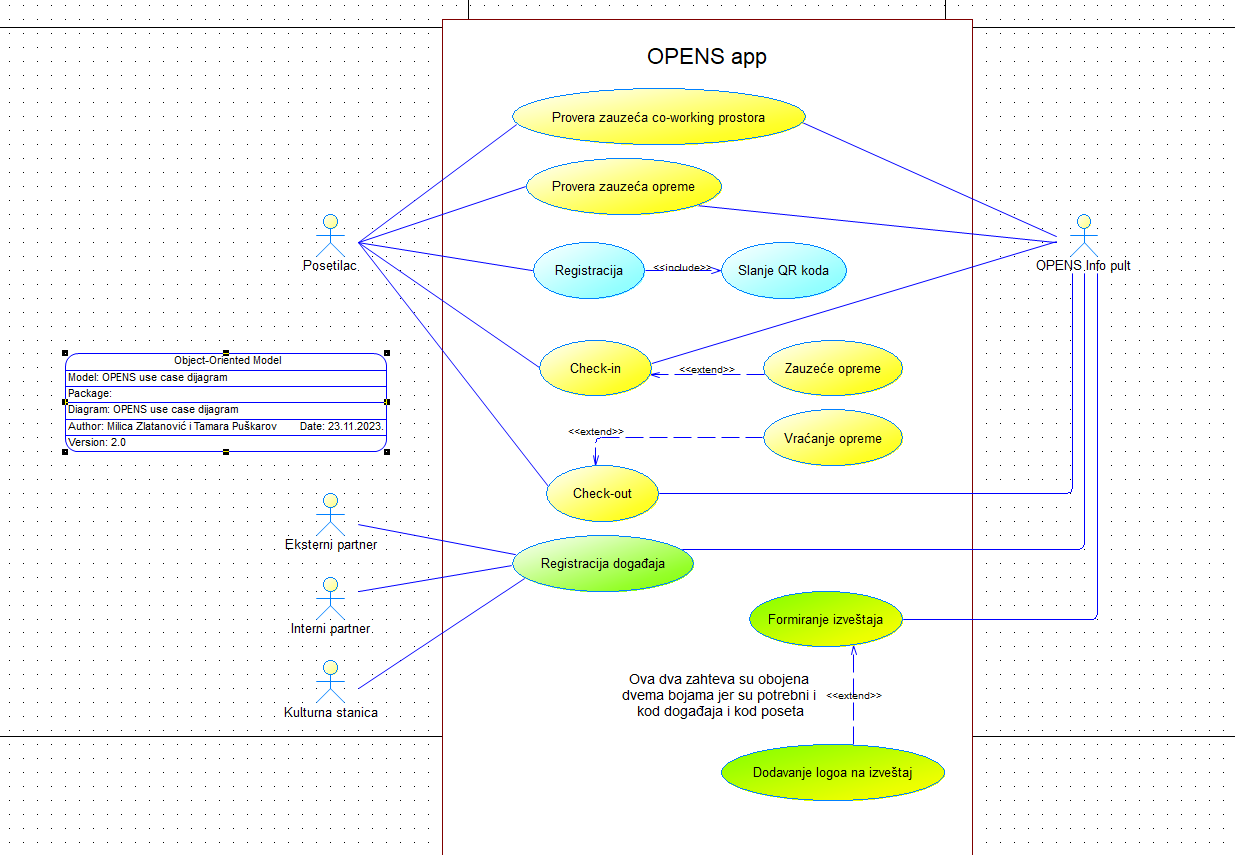 OPENS app
Provera zauzeća co-working prostora
Provera zauzeća opreme
Posetilac
OPENS Info pult
Registracija
<<include>>
Slanje QR koda
Check-in
<<extend>>
Zauzeće opreme
Object-Oriented Model
Model: OPENS use case dijagram
Package:
Diagram: OPENS use case dijagram
Author: Milica Zlatanović i Tamara Puškarov Date: 23.11.2023.
Version: 2.0
<<extend>>
Vraćanje opreme
Check-out
Eksterni partner
Registracija događaja
Interni partner
Formiranje izveštaja
Kulturna stanica
Ova dva zahteva su obojena
dvema bojama jer su potrebni i
kod događaja i kod poseta
<<extend>>
Dodavanje logoa na izveštaj